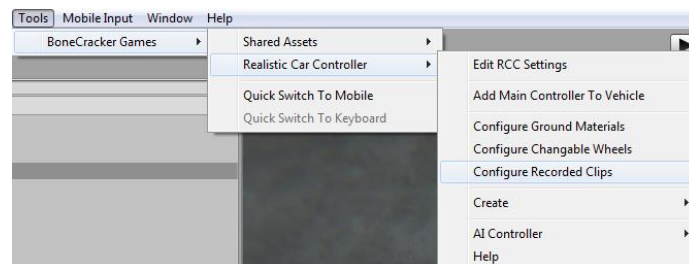 Tools Mobile Input Window Help
BoneCracker Games
Shared Assets
Realistic Car Controller
Quick Switch To Mobile
Quick Switch To Keyboard
Edit RCC Settings
Add Main Controller To Vehicle
Configure Ground Materials
Configure Changable Wheels
Configure Recorded Clips
Create
AI Controller
Help